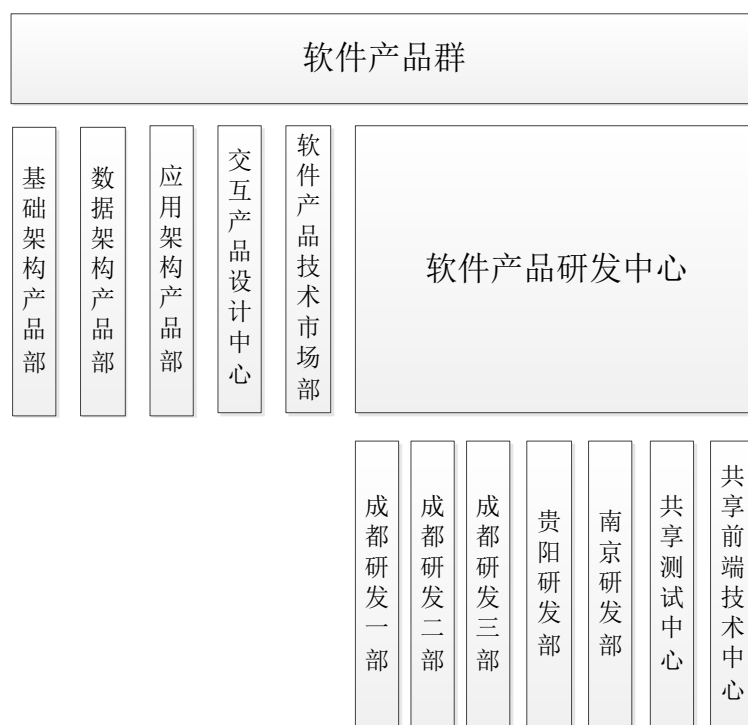 软件产品群
基础架构产品部
数据架构产品部
应用架构产品部
交互产品设计中心
软件产品技术市场部
软件产品研发中心
成都研发一部
成都研发二部
成都研发三部
贵阳研发部
南京研发部
共享测试中心
共享前端技术中心